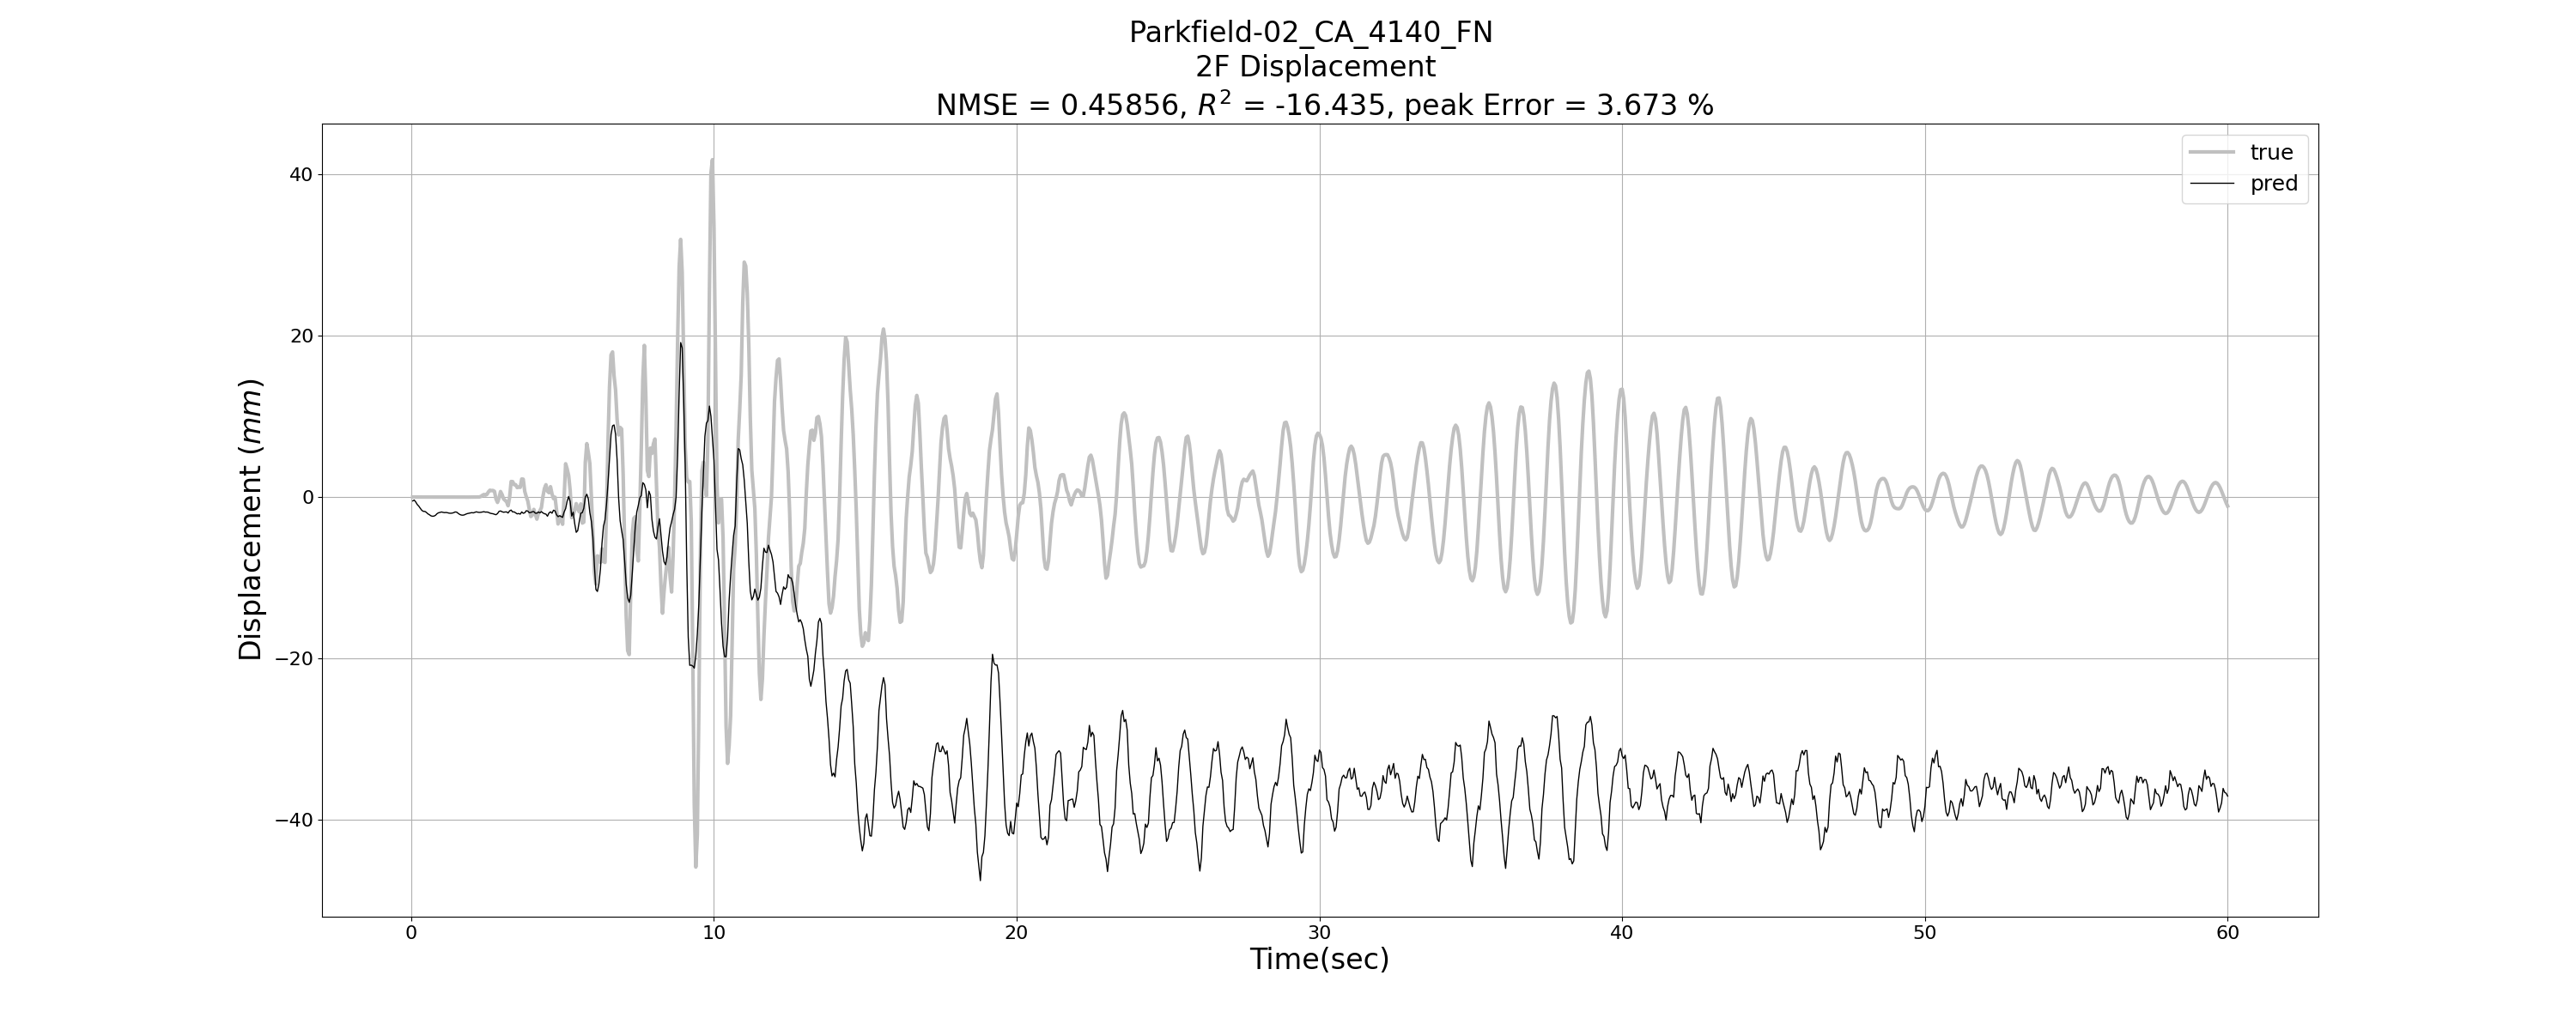 Parkfield-02_CA_4140_FN
2F Displacement
NMSE = 0.45856, R² = -16.435, peak Error = 3.673 %
true
pred
Displacement (mm)
40
20
0
−20
−40
0 10 20 30 40 50 60
Time(sec)